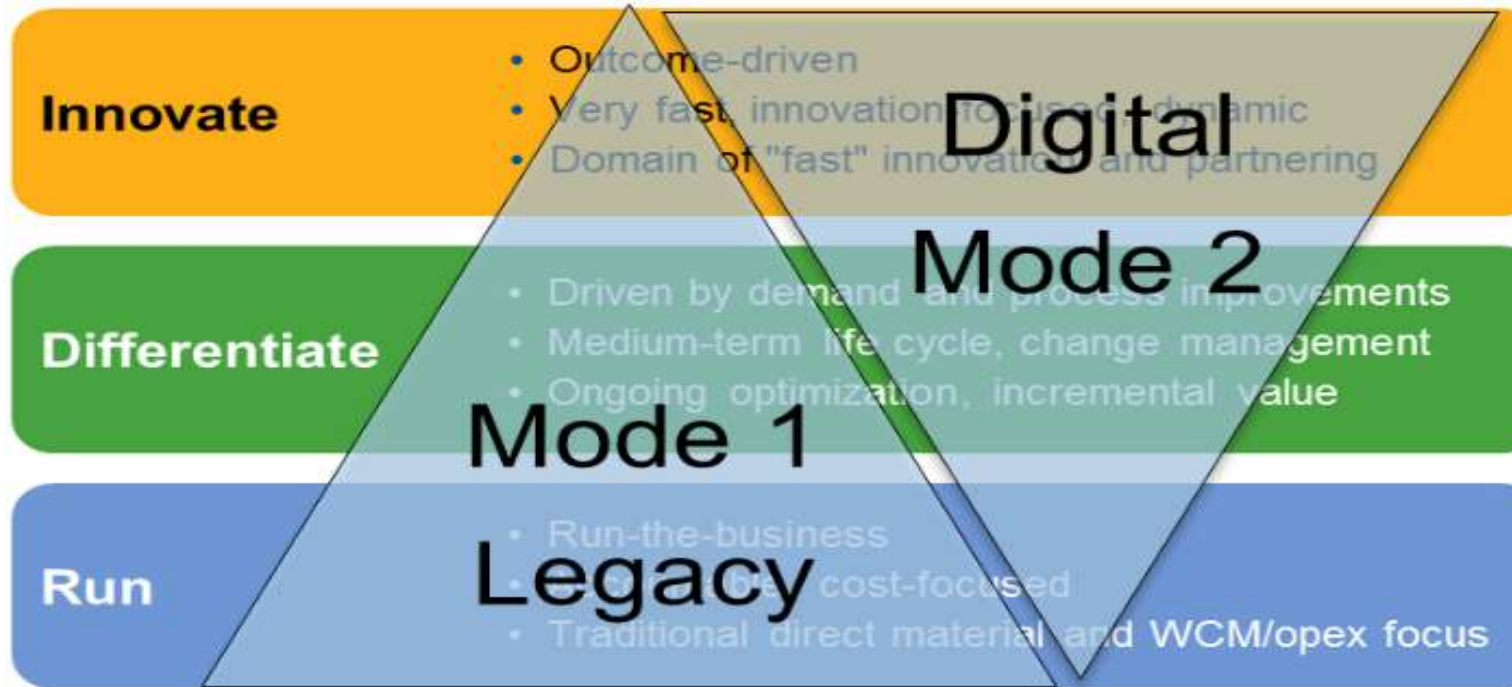 Innovate
• Outcome-driven
• Very fast, innovation-focused, dynamic
• Domain of "fast" innovation and partnering
Digital
Mode 2
Differentiate
• Driven by demand and process improvements
• Medium-term life cycle, change management
• Ongoing optimization, incremental value
Mode 1
Legacy
Run
• Run-the-business
• cost-focused
• Traditional direct material and WCM/opex focus